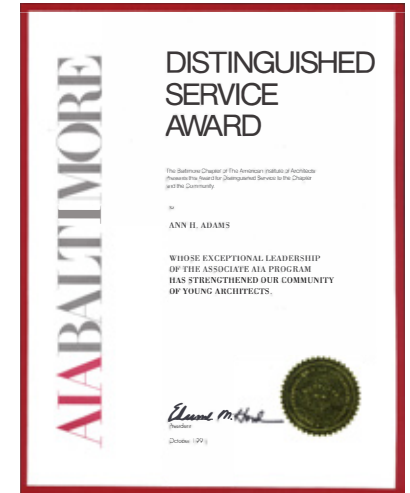 AIABALTIMORE
DISTINGUISHED
SERVICE
AWARD
The Baltimore Chapter of The American Institute of Architects
Presents this Award for Distinguished Service to the Chapter
and the Community
to
ANN H. ADAMS
WHOSE EXCEPTIONAL LEADERSHIP
OF THE ASSOCIATE AIA PROGRAM
HAS STRENGTHENED OUR COMMUNITY
OF YOUNG ARCHITECTS.
President
October